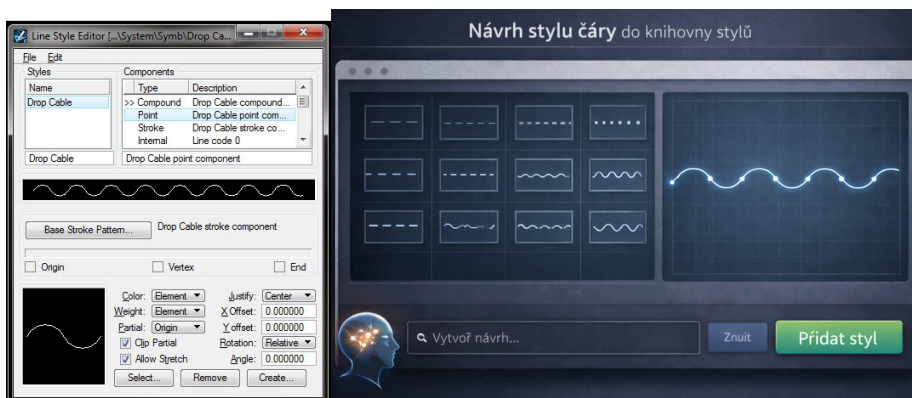 Line Style Editor [...\System\Symb\Drop Ca...
File Edit
Styles
Name
Drop Cable
Drop Cable
Components
Type Description
>> Compound Drop Cable compound...
Point Drop Cable point com...
Stroke Drop Cable stroke co...
Internal Line code 0
Drop Cable point component
Base Stroke Pattern... Drop Cable stroke component
Origin Vertex End
Color: Element Justify: Center
Weight: Element X Offset: 0.000000
Partial: Origin Y offset: 0.000000
Clip Partial Rotation: Relative
Allow Stretch Angle: 0.000000
Select... Remove Create...
Návrh stylu čáry do knihovny stylů
Vytvoř návrh... Znuit Přidat styl